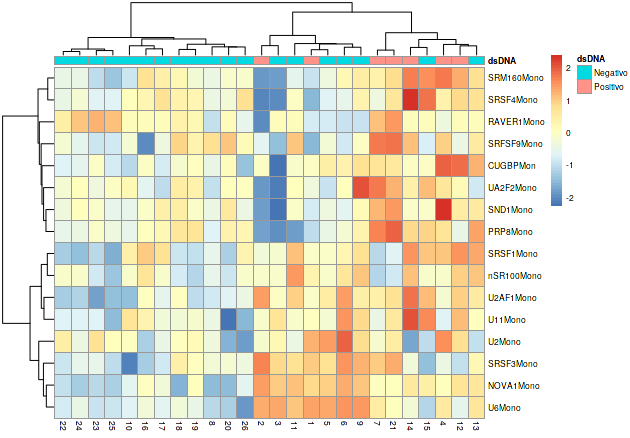 dsDNA
SRM160Mono
SRSF4Mono
RAVER1Mono
SRFSF9Mono
CUGBPMon
UA2F2Mono
SND1Mono
PRP8Mono
SRSF1Mono
nSR100Mono
U2AF1Mono
U11Mono
U2Mono
SRSF3Mono
NOVA1Mono
U6Mono
22 24 23 25 10 16 17 18 19 8 20 26 2 3 11 1 5 6 9 7 21 14 15 4 12 13
2
1
0
-1
-2
dsDNA
Negativo
Positivo